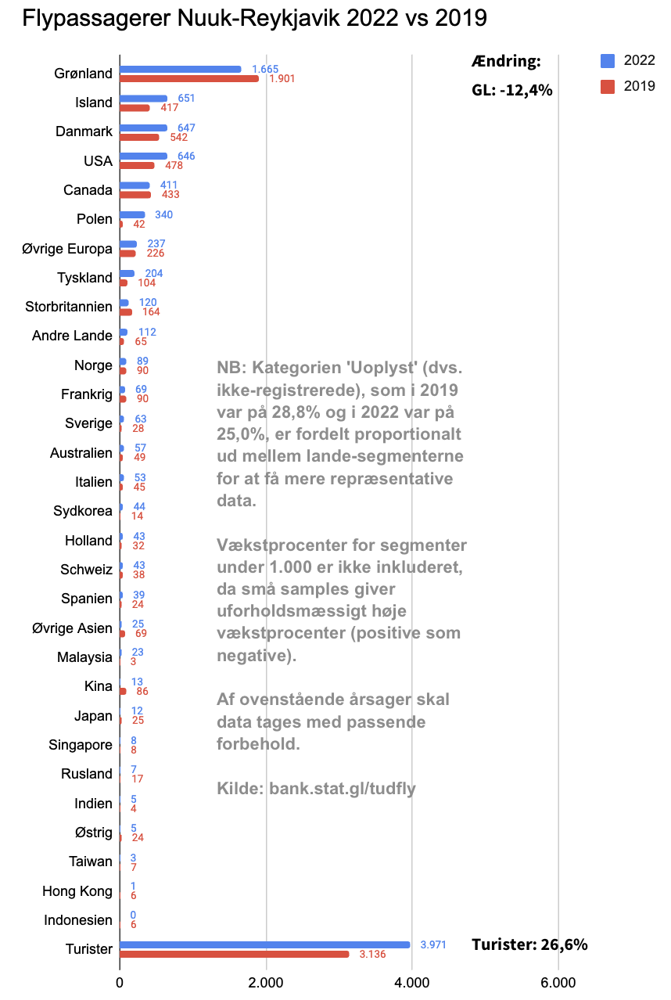 Flypassagerer Nuuk-Reykjavik 2022 vs 2019
Ændring:
GL: -12,4%
2022
2019
Grønland 1.665 1.901
Island 651 417
Danmark 647 542
USA 646 478
Canada 411 433
Polen 340 42
Øvrige Europa 237 226
Tyskland 204 104
Storbritannien 120 164
Andre Lande 112 65
Norge 89 90
Frankrig 69 90
Sverige 63 28
Australien 57 49
Italien 53 45
Sydkorea 44 14
Holland 43 32
Schweiz 43 38
Spanien 39 24
Øvrige Asien 25 69
Malaysia 23 3
Kina 13 86
Japan 12 25
Singapore 8 8
Rusland 7 17
Indien 5 4
Østrig 5 24
Taiwan 3 7
Hong Kong 1 6
Indonesien 0 6
Turister 3.971 3.136
Turister: 26,6%
NB: Kategorien 'Uoplyst' (dvs.
ikke-registrerede), som i 2019
var på 28,8% og i 2022 var på
25,0%, er fordelt proportionalt
ud mellem lande-segmenterne
for at få mere repræsentative
data.
Vækstprocenter for segmenter
under 1.000 er ikke inkluderet,
da små samples giver
uforholdsmæssigt høje
vækstprocenter (positive som
negative).
Af ovenstående årsager skal
data tages med passende
forbehold.
Kilde: bank.stat.gl/tudfly
0 2.000 4.000 6.000